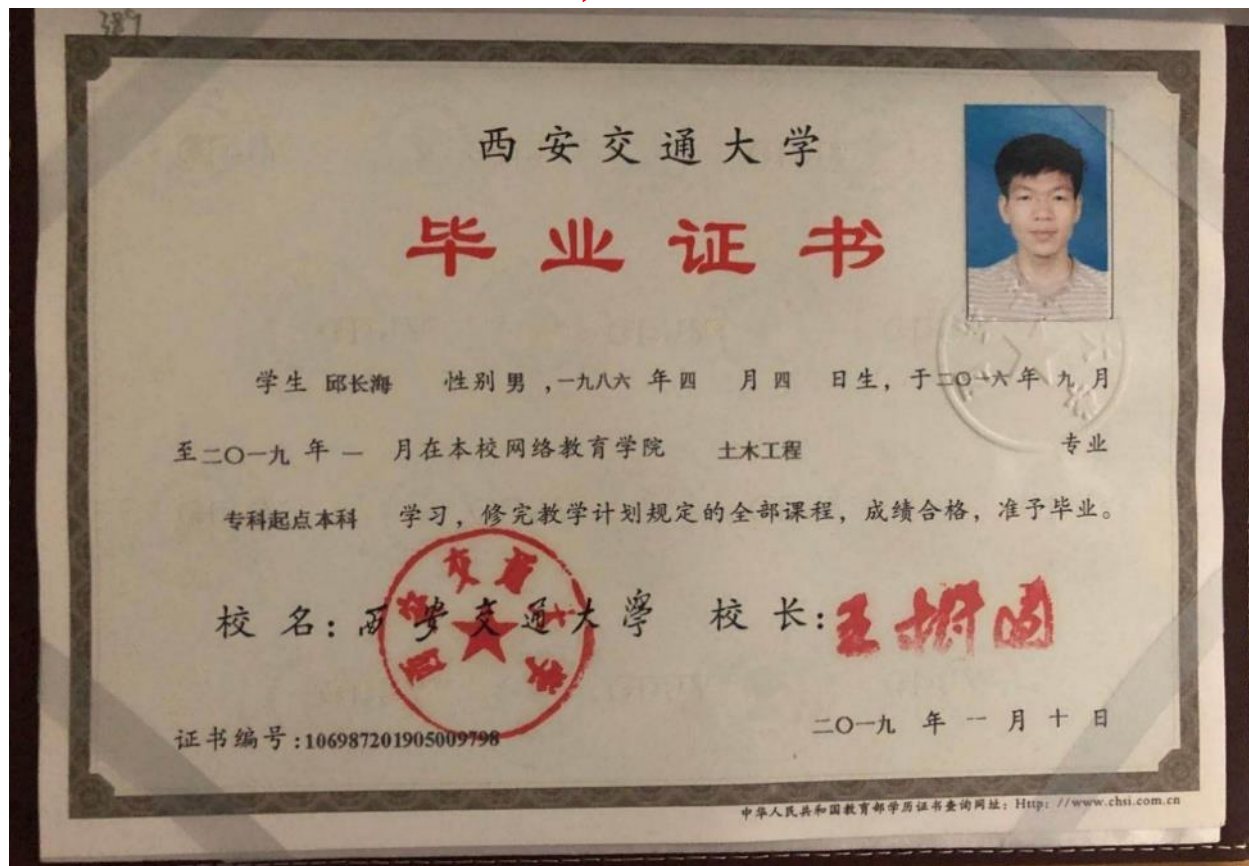 389
西安交通大学
毕业证书
学生 邱长海 性别 男 ,一九八六 年 四 月 四 日生，于二〇一六年 九 月
至二〇一九 年 一 月在本校网络教育学院 土木工程 专业
专科起点本科 学习，修完教学计划规定的全部课程，成绩合格，准予毕业。
西安交通大学
校 名：西安交通大學 校 长：王树国
二〇一九 年 一 月 十 日
证书编号:106987201905009798
中华人民共和国教育部学历证书查询网址：Http: //www.chsi.com.cn